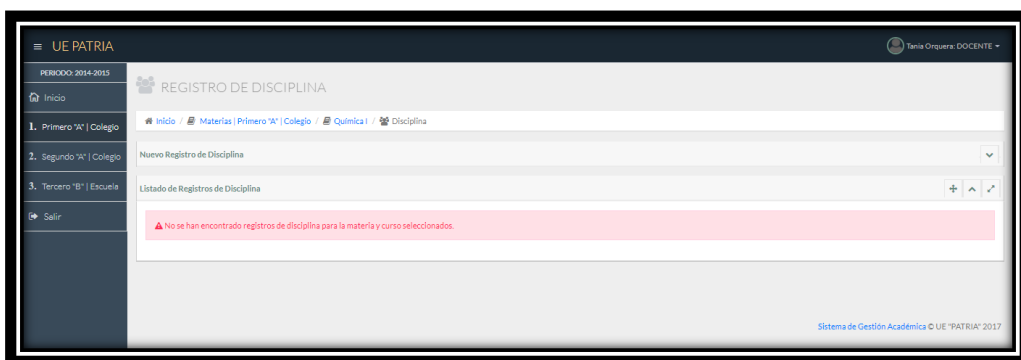 UE PATRIA
Tania Orquera: DOCENTE
PERIODO: 2014-2015
Inicio
1. Primero "A" | Colegio
2. Segundo "A" | Colegio
3. Tercero "B" | Escuela
Salir
REGISTRO DE DISCIPLINA
Inicio / Materias | Primero "A" | Colegio / Química I / Disciplina
Nuevo Registro de Disciplina
Listado de Registros de Disciplina
No se han encontrado registros de disciplina para la materia y curso seleccionados.
Sistema de Gestión Académica © UE "PATRIA" 2017